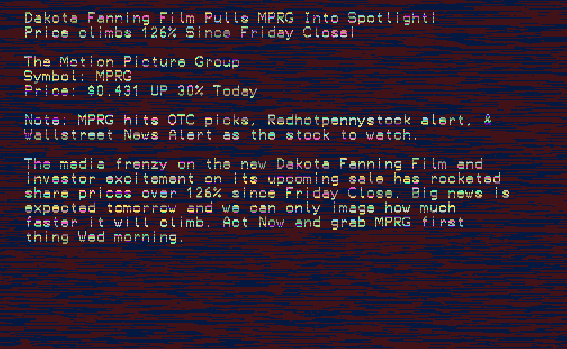 Dakota Fanning Film Pulls MPRG Into Spotlight!
Price climbs 126% Since Friday Close!
The Motion Picture Group
Symbol: MPRG
Price: $0.431 UP 30% Today
Note: MPRG hits OTC picks, Redhotpennystock alert, &
Wallstreet News Alert as the stock to watch.
The media frenzy on the new Dakota Fanning Film and
investor excitement on its upcoming sale has rocketed
share prices over 126% since Friday Close. Big news is
expected tomorrow and we can only image how much
faster it will climb. Act Now and grab MPRG first
thing Wed morning.